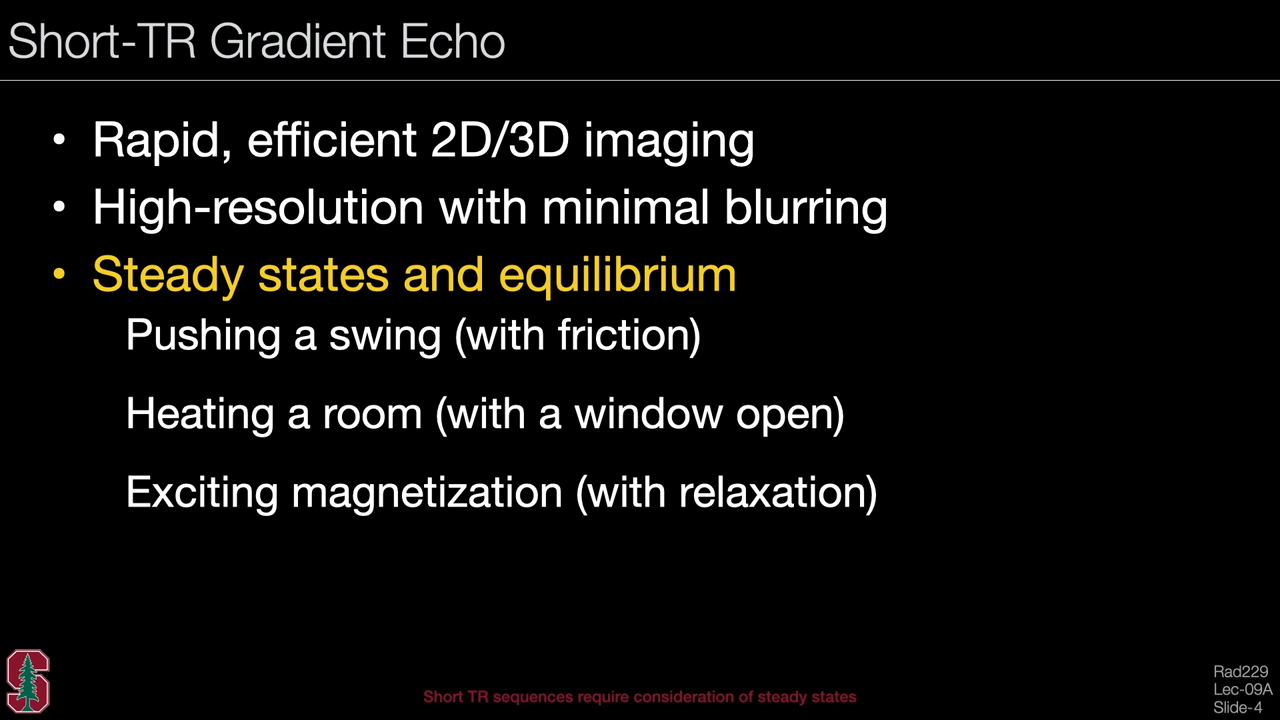 Short-TR Gradient Echo
• Rapid, efficient 2D/3D imaging
• High-resolution with minimal blurring
• Steady states and equilibrium
Pushing a swing (with friction)
Heating a room (with a window open)
Exciting magnetization (with relaxation)
Short TR sequences require consideration of steady states
Rad229
Lec-09A
Slide-4